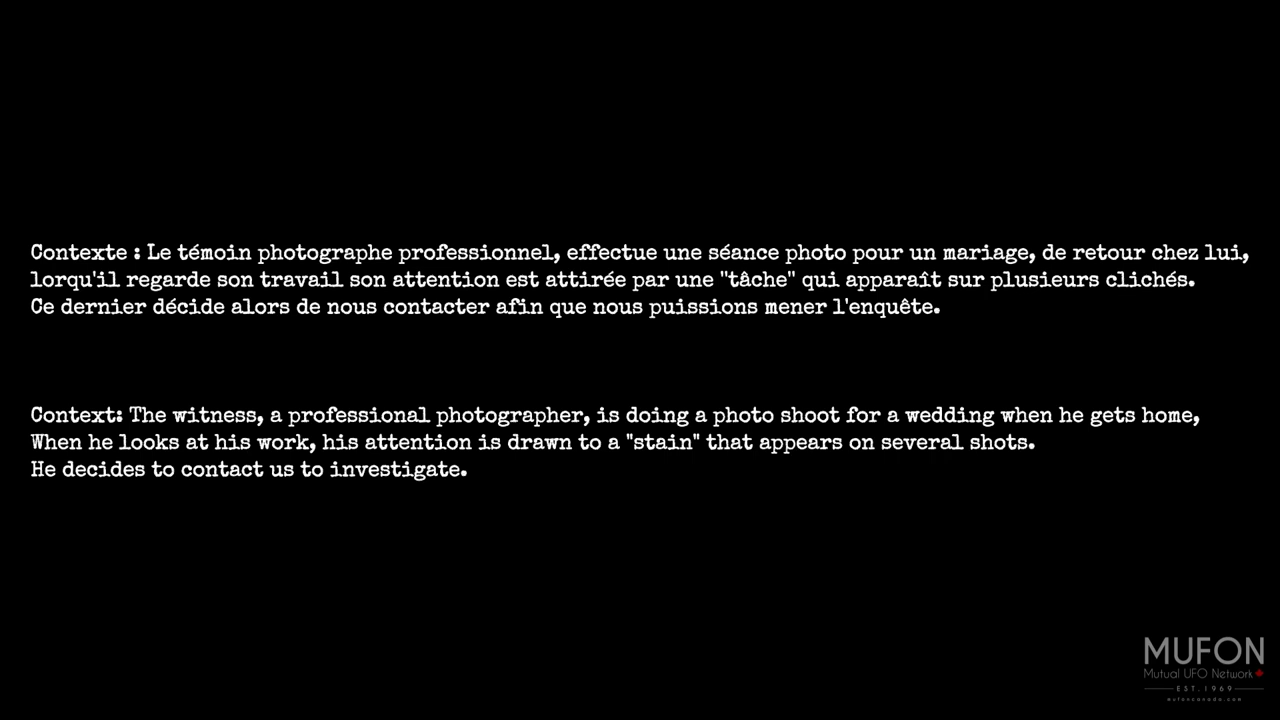 Contexte : Le témoin photographe professionnel, effectue une séance photo pour un mariage, de retour chez lui,
lorqu'il regarde son travail son attention est attirée par une "tâche" qui apparaît sur plusieurs clichés.
Ce dernier décide alors de nous contacter afin que nous puissions mener l'enquête.
Context: The witness, a professional photographer, is doing a photo shoot for a wedding when he gets home,
When he looks at his work, his attention is drawn to a "stain" that appears on several shots.
He decides to contact us to investigate.
MUFON
Mutual UFO Network
EST.1969
mufoncanada.com